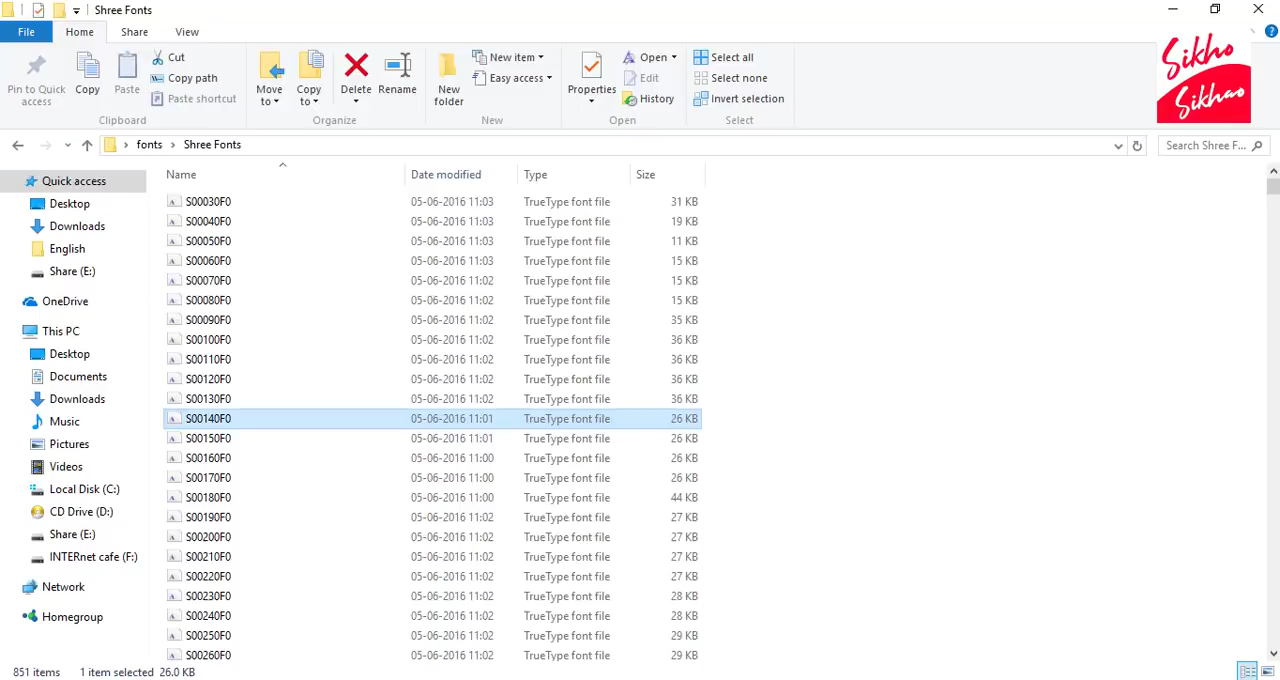 Shree Fonts
File Home Share View
Pin to Quick access
Copy
Paste
Cut
Copy path
Paste shortcut
Clipboard
Move to
Copy to
Delete
Rename
Organize
New folder
New item
Easy access
New
Properties
Open
Edit
History
Open
Select all
Select none
Invert selection
Select
Sikho
Sikhao
fonts Shree Fonts
Search Shree F...
Quick access
Desktop
Downloads
English
Share (E:)
OneDrive
This PC
Desktop
Documents
Downloads
Music
Pictures
Videos
Local Disk (C:)
CD Drive (D:)
Share (E:)
INTERnet cafe (F:)
Network
Homegroup
Name Date modified Type Size
S00030F0 05-06-2016 11:03 TrueType font file 31 KB
S00040F0 05-06-2016 11:03 TrueType font file 19 KB
S00050F0 05-06-2016 11:03 TrueType font file 11 KB
S00060F0 05-06-2016 11:03 TrueType font file 15 KB
S00070F0 05-06-2016 11:02 TrueType font file 15 KB
S00080F0 05-06-2016 11:02 TrueType font file 15 KB
S00090F0 05-06-2016 11:02 TrueType font file 35 KB
S00100F0 05-06-2016 11:02 TrueType font file 36 KB
S00110F0 05-06-2016 11:02 TrueType font file 36 KB
S00120F0 05-06-2016 11:02 TrueType font file 36 KB
S00130F0 05-06-2016 11:02 TrueType font file 36 KB
S00140F0 05-06-2016 11:01 TrueType font file 26 KB
S00150F0 05-06-2016 11:01 TrueType font file 26 KB
S00160F0 05-06-2016 11:00 TrueType font file 26 KB
S00170F0 05-06-2016 11:00 TrueType font file 26 KB
S00180F0 05-06-2016 11:00 TrueType font file 44 KB
S00190F0 05-06-2016 11:02 TrueType font file 27 KB
S00200F0 05-06-2016 11:02 TrueType font file 27 KB
S00210F0 05-06-2016 11:02 TrueType font file 27 KB
S00220F0 05-06-2016 11:02 TrueType font file 27 KB
S00230F0 05-06-2016 11:02 TrueType font file 28 KB
S00240F0 05-06-2016 11:02 TrueType font file 28 KB
S00250F0 05-06-2016 11:02 TrueType font file 29 KB
S00260F0 05-06-2016 11:02 TrueType font file 29 KB
851 items 1 item selected 26.0 KB